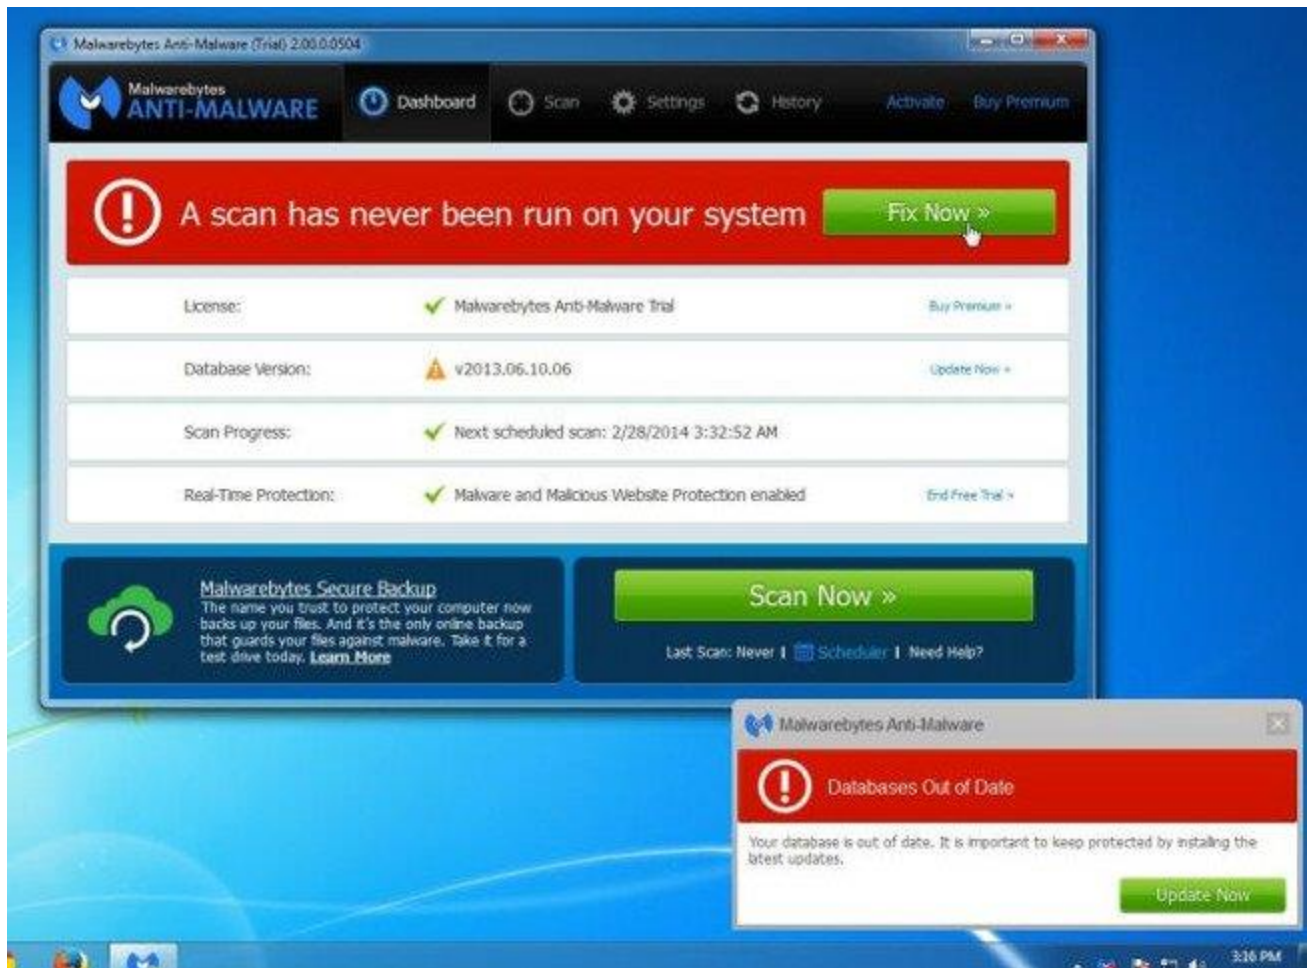 Malwarebytes Anti-Malware (Trial) 2.00.0.0504
Malwarebytes
ANTI-MALWARE
Dashboard
Scan
Settings
History
Activate
Buy Premium
A scan has never been run on your system
Fix Now »
License:
Malwarebytes Anti-Malware Trial
Buy Premium »
Database Version:
v2013.06.10.06
Update Now »
Scan Progress:
Next scheduled scan: 2/28/2014 3:32:52 AM
Real-Time Protection:
Malware and Malicious Website Protection enabled
End Free Trial »
Malwarebytes Secure Backup
The name you trust to protect your computer now
backs up your files. And it's the only online backup
that guards your files against malware. Take it for a
test drive today. Learn More
Scan Now »
Last Scan: Never | Scheduler | Need Help?
Malwarebytes Anti-Malware
Databases Out of Date
Your database is out of date. It is important to keep protected by installing the
latest updates.
Update Now
3:16 PM